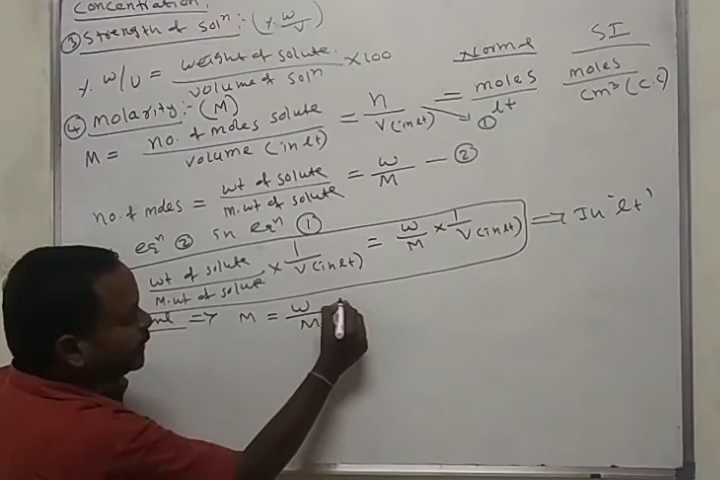 Concentration:
③ Strength of solⁿ:- (% w/v)
% w/v = weight of solute / volume of solⁿ × 100
Normal SI
④ Molarity:- (M)
M = no. of moles solute / volume (in lt) = n / V(in lt) → ① = moles / lt moles / cm³ (c.c)
no. of moles = wt of solute / m.wt of solute = w / M — ②
eqⁿ ② in eqⁿ ①
wt of solute / M.wt of solute × 1 / V(in lt) = w / M × 1 / V(in lt) ⟹ In 'lt'
ml ⟹ M = w / M